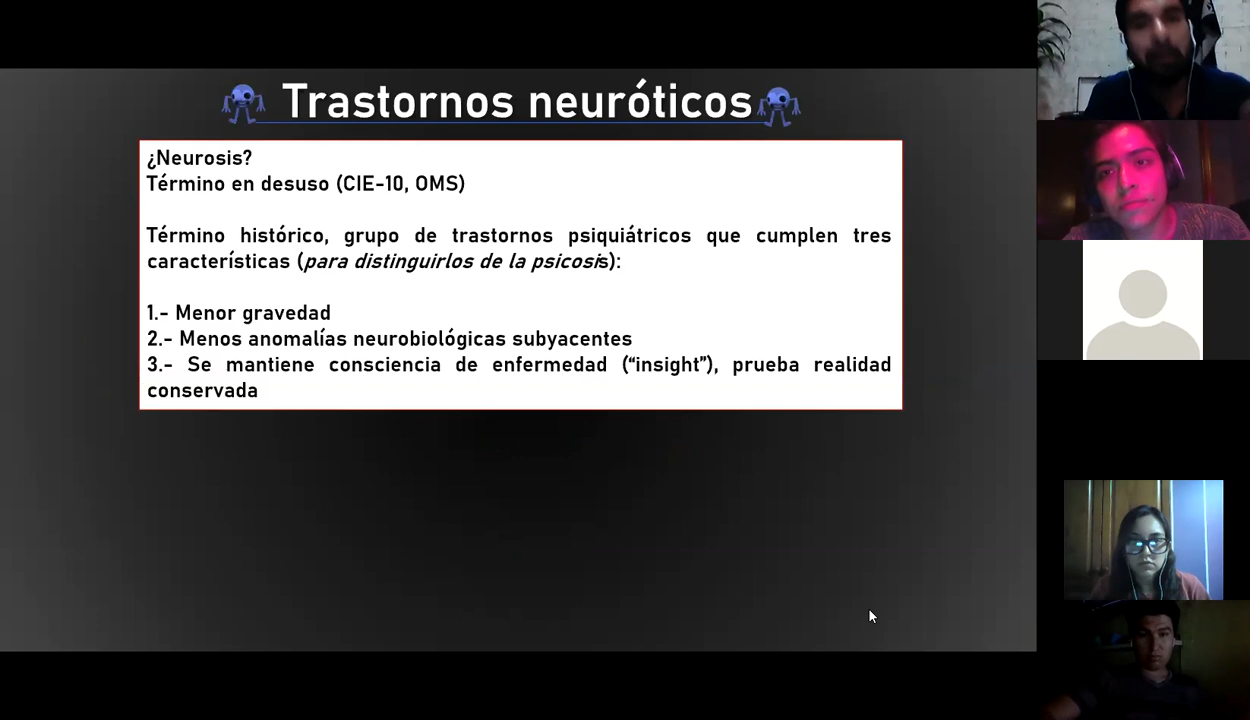 Trastornos neuróticos
¿Neurosis?
Término en desuso (CIE-10, OMS)
Término histórico, grupo de trastornos psiquiátricos que cumplen tres
características (para distinguirlos de la psicosis):
1.- Menor gravedad
2.- Menos anomalías neurobiológicas subyacentes
3.- Se mantiene consciencia de enfermedad (“insight”), prueba realidad
conservada